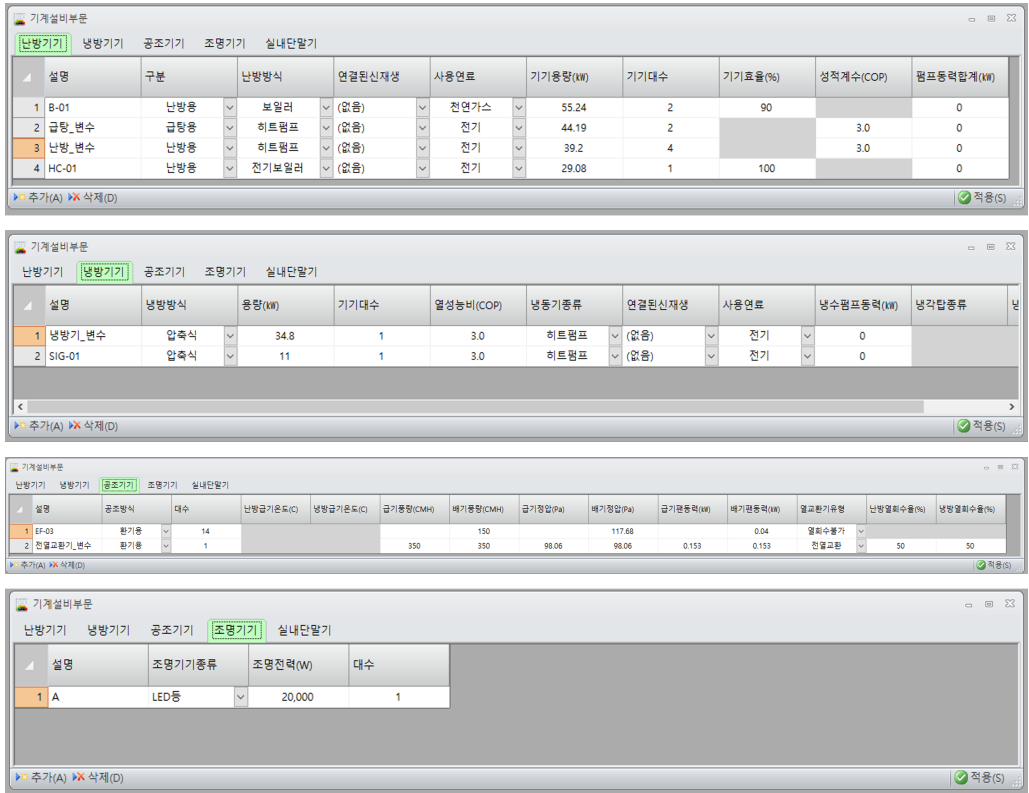 기계설비부문
난방기기 냉방기기 공조기기 조명기기 실내단말기
설명 구분 난방방식 연결된신재생 사용연료 기기용량(kW) 기기대수 기기효율(%) 성적계수(COP) 펌프동력합계(kW)
1 B-01 난방용 보일러 (없음) 천연가스 55.24 2 90 0
2 급탕_변수 급탕용 히트펌프 (없음) 전기 44.19 2 3.0 0
3 난방_변수 난방용 히트펌프 (없음) 전기 39.2 4 3.0 0
4 HC-01 난방용 전기보일러 (없음) 전기 29.08 1 100 0
추가(A) 삭제(D) 적용(S)
기계설비부문
난방기기 냉방기기 공조기기 조명기기 실내단말기
설명 냉방방식 용량(kW) 기기대수 열성능비(COP) 냉동기종류 연결된신재생 사용연료 냉수펌프동력(kW) 냉각탑종류
1 냉방기_변수 압축식 34.8 1 3.0 히트펌프 (없음) 전기 0
2 SIG-01 압축식 11 1 3.0 히트펌프 (없음) 전기 0
추가(A) 삭제(D) 적용(S)
기계설비부문
난방기기 냉방기기 공조기기 조명기기 실내단말기
설명 공조방식 대수 난방급기온도(C) 냉방급기온도(C) 급기풍량(CMH) 배기풍량(CMH) 급기정압(Pa) 배기정압(Pa) 급기팬동력(kW) 배기팬동력(kW) 열교환기유형 난방열회수율(%) 냉방열회수율(%)
1 EF-03 환기용 14 150 117.68 0.04 열회수불가
2 전열교환기_변수 환기용 1 350 350 98.06 98.06 0.153 0.153 전열교환 50 50
추가(A) 삭제(D) 적용(S)
기계설비부문
난방기기 냉방기기 공조기기 조명기기 실내단말기
설명 조명기기종류 조명전력(W) 대수
1 A LED등 20,000 1
추가(A) 삭제(D) 적용(S)